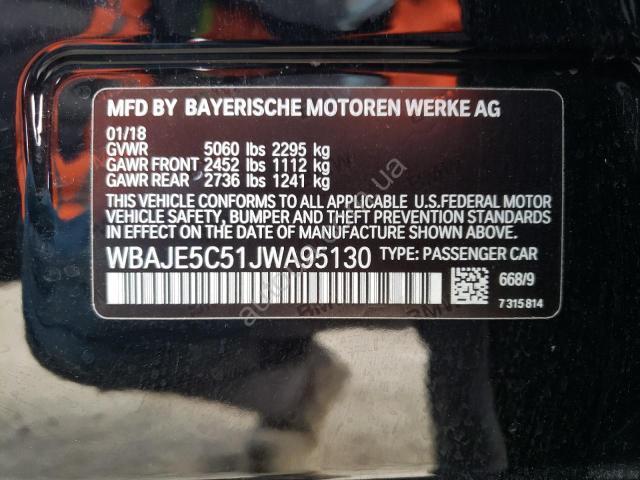 MFD BY BAYERISCHE MOTOREN WERKE AG
01/18
GVWR 5060 lbs 2295 kg
GAWR FRONT 2452 lbs 1112 kg
GAWR REAR 2736 lbs 1241 kg
THIS VEHICLE CONFORMS TO ALL APPLICABLE U.S.FEDERAL MOTOR
VEHICLE SAFETY, BUMPER AND THEFT PREVENTION STANDARDS
IN EFFECT ON THE DATE OF MANUFACTURE SHOWN ABOVE.
WBAJE5C51JWA95130 TYPE: PASSENGER CAR
668/9
7 315 814